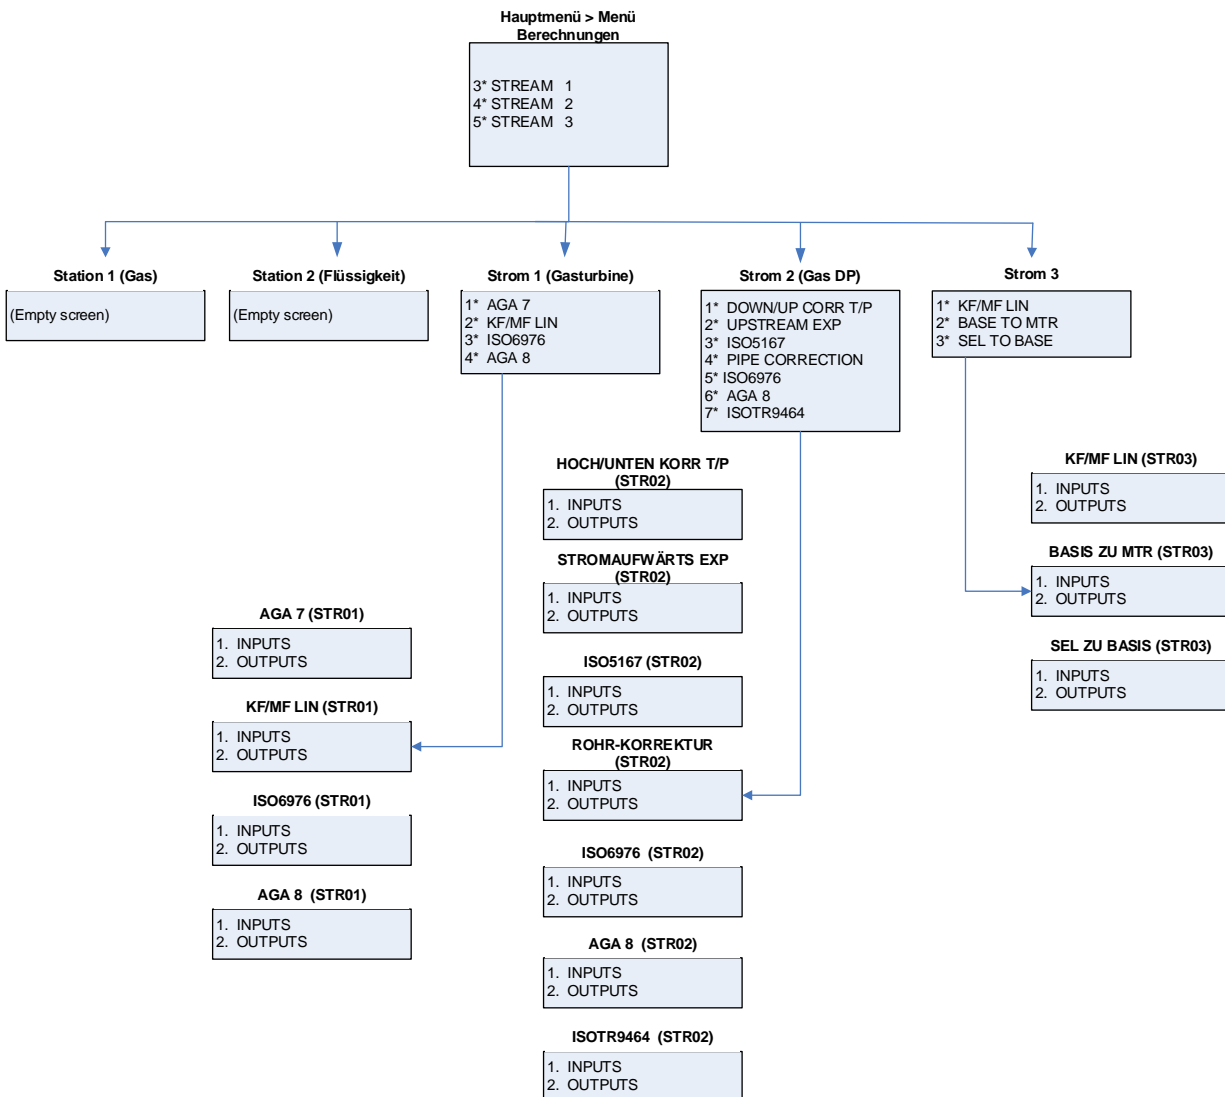 Hauptmenü > Menü
Berechnungen
3* STREAM 1
4* STREAM 2
5* STREAM 3
Station 1 (Gas)
(Empty screen)
Station 2 (Flüssigkeit)
(Empty screen)
Strom 1 (Gasturbine)
1* AGA 7
2* KF/MF LIN
3* ISO6976
4* AGA 8
Strom 2 (Gas DP)
1* DOWN/UP CORR T/P
2* UPSTREAM EXP
3* ISO5167
4* PIPE CORRECTION
5* ISO6976
6* AGA 8
7* ISOTR9464
Strom 3
1* KF/MF LIN
2* BASE TO MTR
3* SEL TO BASE
AGA 7 (STR01)
1. INPUTS
2. OUTPUTS
KF/MF LIN (STR01)
1. INPUTS
2. OUTPUTS
ISO6976 (STR01)
1. INPUTS
2. OUTPUTS
AGA 8 (STR01)
1. INPUTS
2. OUTPUTS
HOCH/UNTEN KORR T/P
(STR02)
1. INPUTS
2. OUTPUTS
STROMAUFWÄRTS EXP
(STR02)
1. INPUTS
2. OUTPUTS
ISO5167 (STR02)
1. INPUTS
2. OUTPUTS
ROHR-KORREKTUR
(STR02)
1. INPUTS
2. OUTPUTS
ISO6976 (STR02)
1. INPUTS
2. OUTPUTS
AGA 8 (STR02)
1. INPUTS
2. OUTPUTS
ISOTR9464 (STR02)
1. INPUTS
2. OUTPUTS
KF/MF LIN (STR03)
1. INPUTS
2. OUTPUTS
BASIS ZU MTR (STR03)
1. INPUTS
2. OUTPUTS
SEL ZU BASIS (STR03)
1. INPUTS
2. OUTPUTS